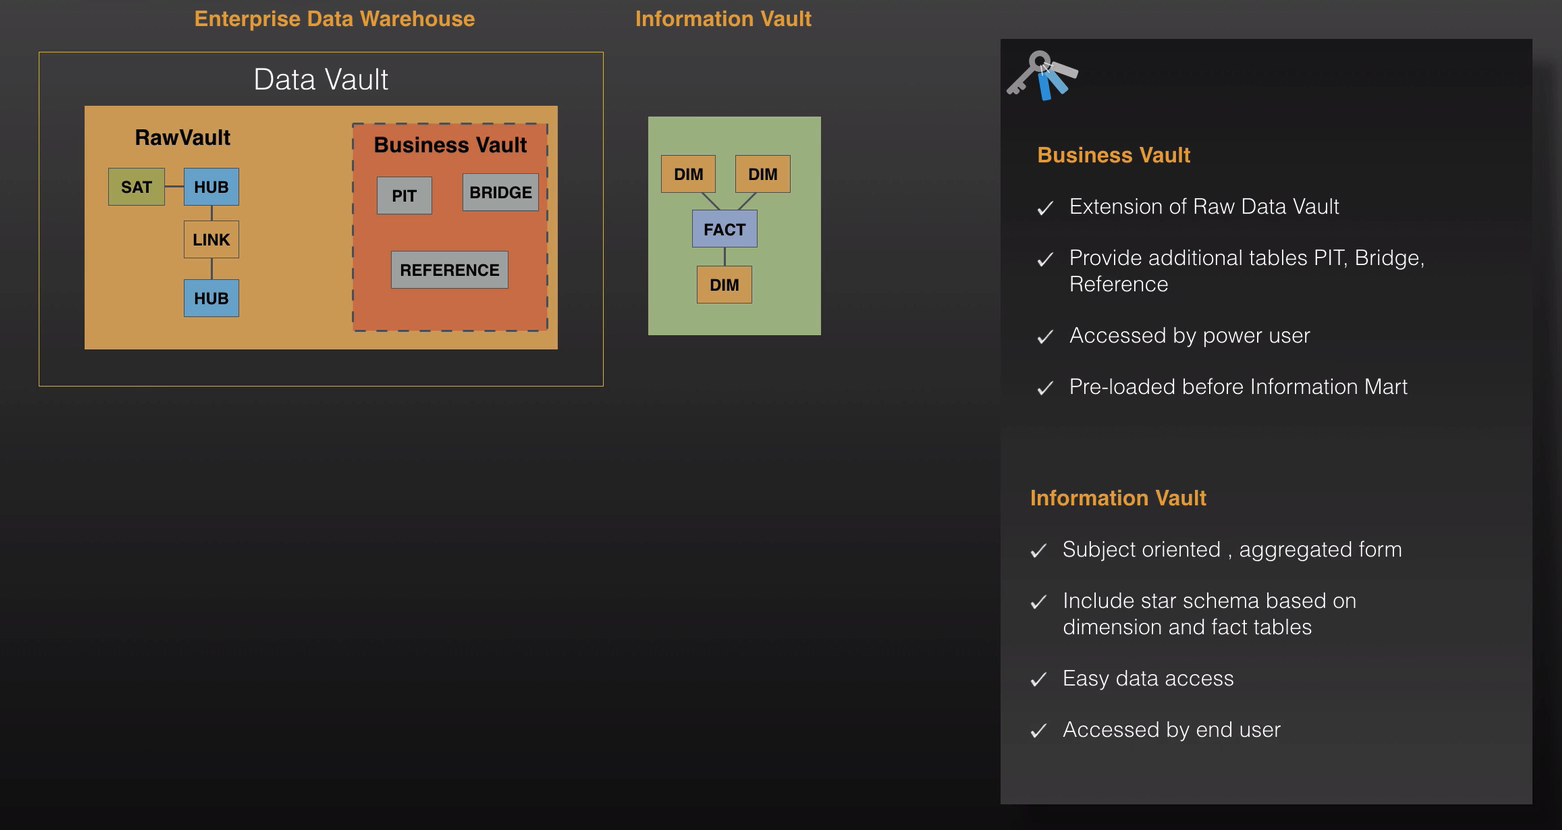 Enterprise Data Warehouse
Information Vault
Data Vault
RawVault
SAT
HUB
LINK
HUB
Business Vault
PIT
BRIDGE
REFERENCE
DIM
DIM
FACT
DIM
Business Vault
✓ Extension of Raw Data Vault
✓ Provide additional tables PIT, Bridge,
Reference
✓ Accessed by power user
✓ Pre-loaded before Information Mart
Information Vault
✓ Subject oriented , aggregated form
✓ Include star schema based on
dimension and fact tables
✓ Easy data access
✓ Accessed by end user